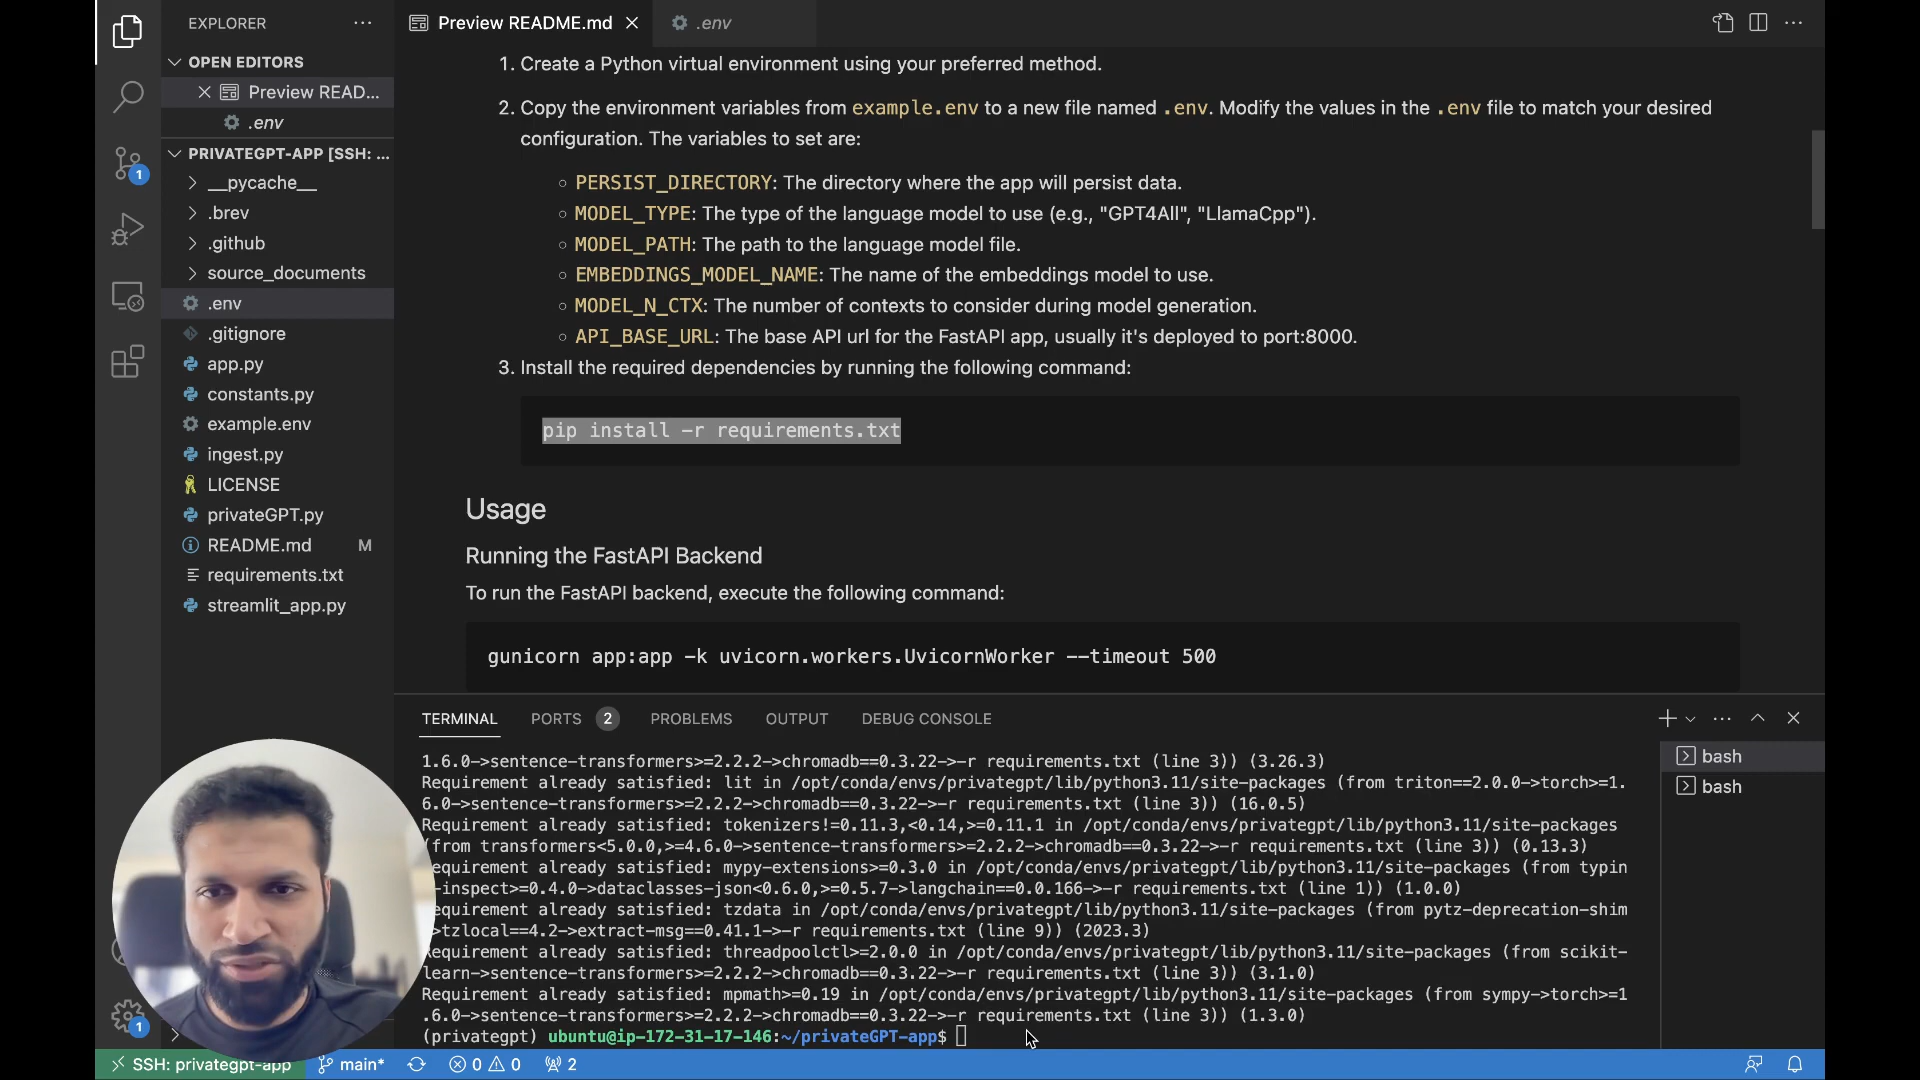 EXPLORER
OPEN EDITORS
Preview READ...
.env
PRIVATEGPT-APP [SSH: ...
__pycache__
.brev
.github
source_documents
.env
.gitignore
app.py
constants.py
example.env
ingest.py
LICENSE
privateGPT.py
README.md M
requirements.txt
streamlit_app.py
1
1
Preview README.md
.env
1. Create a Python virtual environment using your preferred method.
2. Copy the environment variables from example.env to a new file named .env. Modify the values in the .env file to match your desired
configuration. The variables to set are:
PERSIST_DIRECTORY: The directory where the app will persist data.
MODEL_TYPE: The type of the language model to use (e.g., "GPT4All", "LlamaCpp").
MODEL_PATH: The path to the language model file.
EMBEDDINGS_MODEL_NAME: The name of the embeddings model to use.
MODEL_N_CTX: The number of contexts to consider during model generation.
API_BASE_URL: The base API url for the FastAPI app, usually it's deployed to port:8000.
3. Install the required dependencies by running the following command:
pip install -r requirements.txt
Usage
Running the FastAPI Backend
To run the FastAPI backend, execute the following command:
gunicorn app:app -k uvicorn.workers.UvicornWorker --timeout 500
TERMINAL PORTS 2 PROBLEMS OUTPUT DEBUG CONSOLE
bash
bash
1.6.0->sentence-transformers>=2.2.2->chromadb==0.3.22->-r requirements.txt (line 3)) (3.26.3)
Requirement already satisfied: lit in /opt/conda/envs/privategpt/lib/python3.11/site-packages (from triton==2.0.0->torch>=1.
6.0->sentence-transformers>=2.2.2->chromadb==0.3.22->-r requirements.txt (line 3)) (16.0.5)
Requirement already satisfied: tokenizers!=0.11.3,<0.14,>=0.11.1 in /opt/conda/envs/privategpt/lib/python3.11/site-packages
(from transformers<5.0.0,>=4.6.0->sentence-transformers>=2.2.2->chromadb==0.3.22->-r requirements.txt (line 3)) (0.13.3)
equirement already satisfied: mypy-extensions>=0.3.0 in /opt/conda/envs/privategpt/lib/python3.11/site-packages (from typin
-inspect>=0.4.0->dataclasses-json<0.6.0,>=0.5.7->langchain==0.0.166->-r requirements.txt (line 1)) (1.0.0)
equirement already satisfied: tzdata in /opt/conda/envs/privategpt/lib/python3.11/site-packages (from pytz-deprecation-shim
>tzlocal==4.2->extract-msg==0.41.1->-r requirements.txt (line 9)) (2023.3)
equirement already satisfied: threadpoolctl>=2.0.0 in /opt/conda/envs/privategpt/lib/python3.11/site-packages (from scikit-
learn->sentence-transformers>=2.2.2->chromadb==0.3.22->-r requirements.txt (line 3)) (3.1.0)
Requirement already satisfied: mpmath>=0.19 in /opt/conda/envs/privategpt/lib/python3.11/site-packages (from sympy->torch>=1
.6.0->sentence-transformers>=2.2.2->chromadb==0.3.22->-r requirements.txt (line 3)) (1.3.0)
(privategpt) ubuntu@ip-172-31-17-146:~/privateGPT-app$
SSH: privategpt-app main* 0 0 2